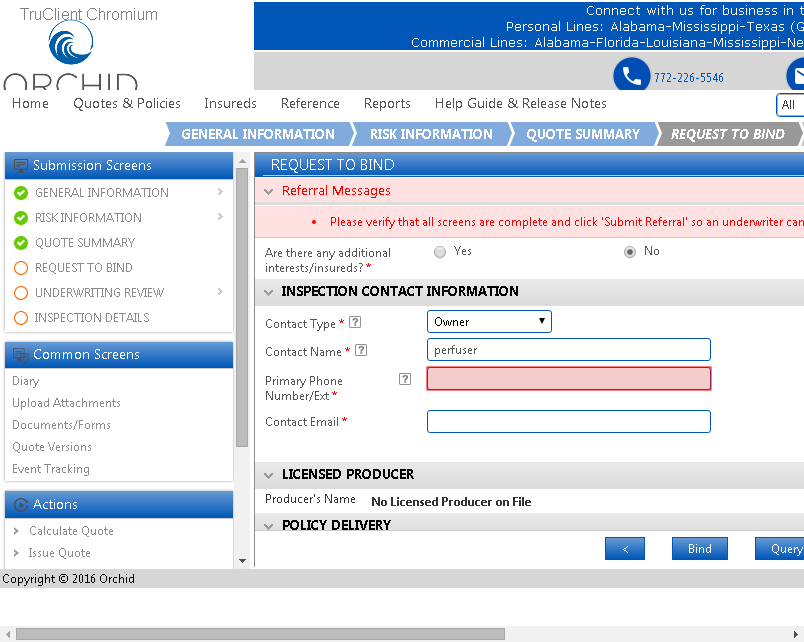 TruClient Chromium
ORCHID
Connect with us for business in
Personal Lines: Alabama-Mississippi-Texas
Commercial Lines: Alabama-Florida-Louisiana-Mississippi-Ne
772-226-5546
Home Quotes & Policies Insureds Reference Reports Help Guide & Release Notes All
GENERAL INFORMATION RISK INFORMATION QUOTE SUMMARY REQUEST TO BIND
Submission Screens
GENERAL INFORMATION
RISK INFORMATION
QUOTE SUMMARY
REQUEST TO BIND
UNDERWRITING REVIEW
INSPECTION DETAILS
Common Screens
Diary
Upload Attachments
Documents/Forms
Quote Versions
Event Tracking
Actions
Calculate Quote
Issue Quote
REQUEST TO BIND
Referral Messages
• Please verify that all screens are complete and click 'Submit Referral' so an underwriter can
Are there any additional
interests/insureds? * Yes No
INSPECTION CONTACT INFORMATION
Contact Type * ? Owner
Contact Name * ? perfuser
Primary Phone ?
Number/Ext *
Contact Email *
LICENSED PRODUCER
Producer's Name No Licensed Producer on File
POLICY DELIVERY
< Bind Query
Copyright © 2016 Orchid